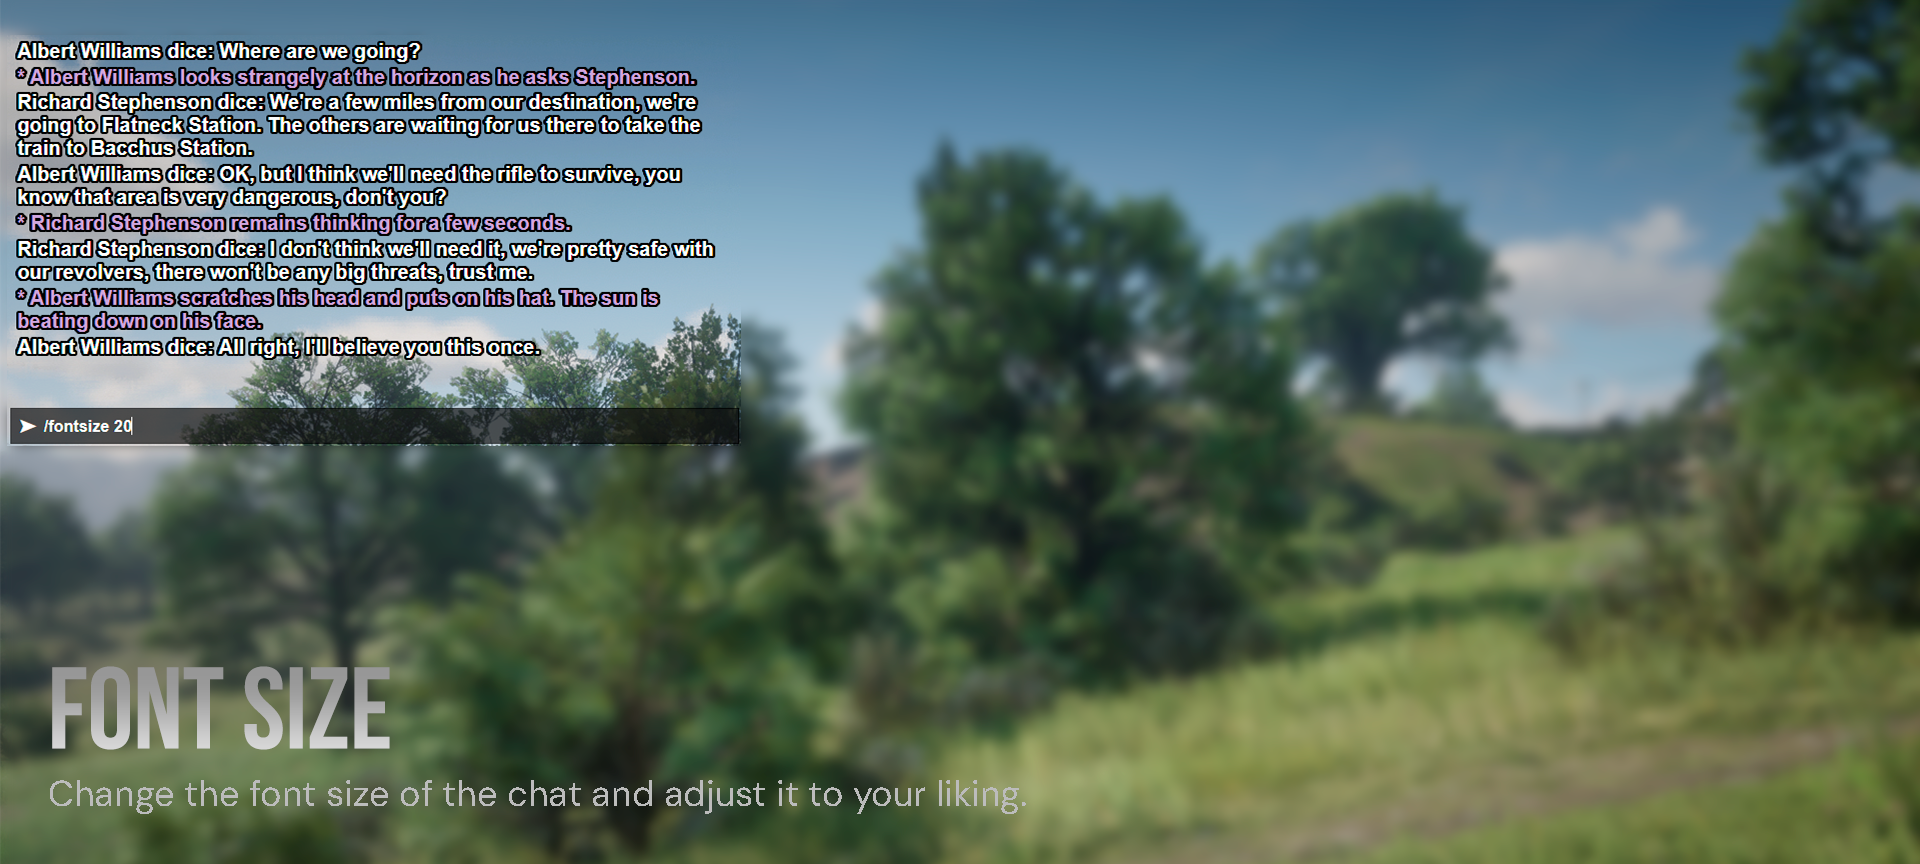 Albert Williams dice: Where are we going?
* Albert Williams looks strangely at the horizon as he asks Stephenson.
Richard Stephenson dice: We're a few miles from our destination, we're
going to Flatneck Station. The others are waiting for us there to take the
train to Bacchus Station.
Albert Williams dice: OK, but I think we'll need the rifle to survive, you
know that area is very dangerous, don't you?
* Richard Stephenson remains thinking for a few seconds.
Richard Stephenson dice: I don't think we'll need it, we're pretty safe with
our revolvers, there won't be any big threats, trust me.
* Albert Williams scratches his head and puts on his hat. The sun is
beating down on his face.
Albert Williams dice: All right, I'll believe you this once.
/fontsize 20
FONT SIZE
Change the font size of the chat and adjust it to your liking.